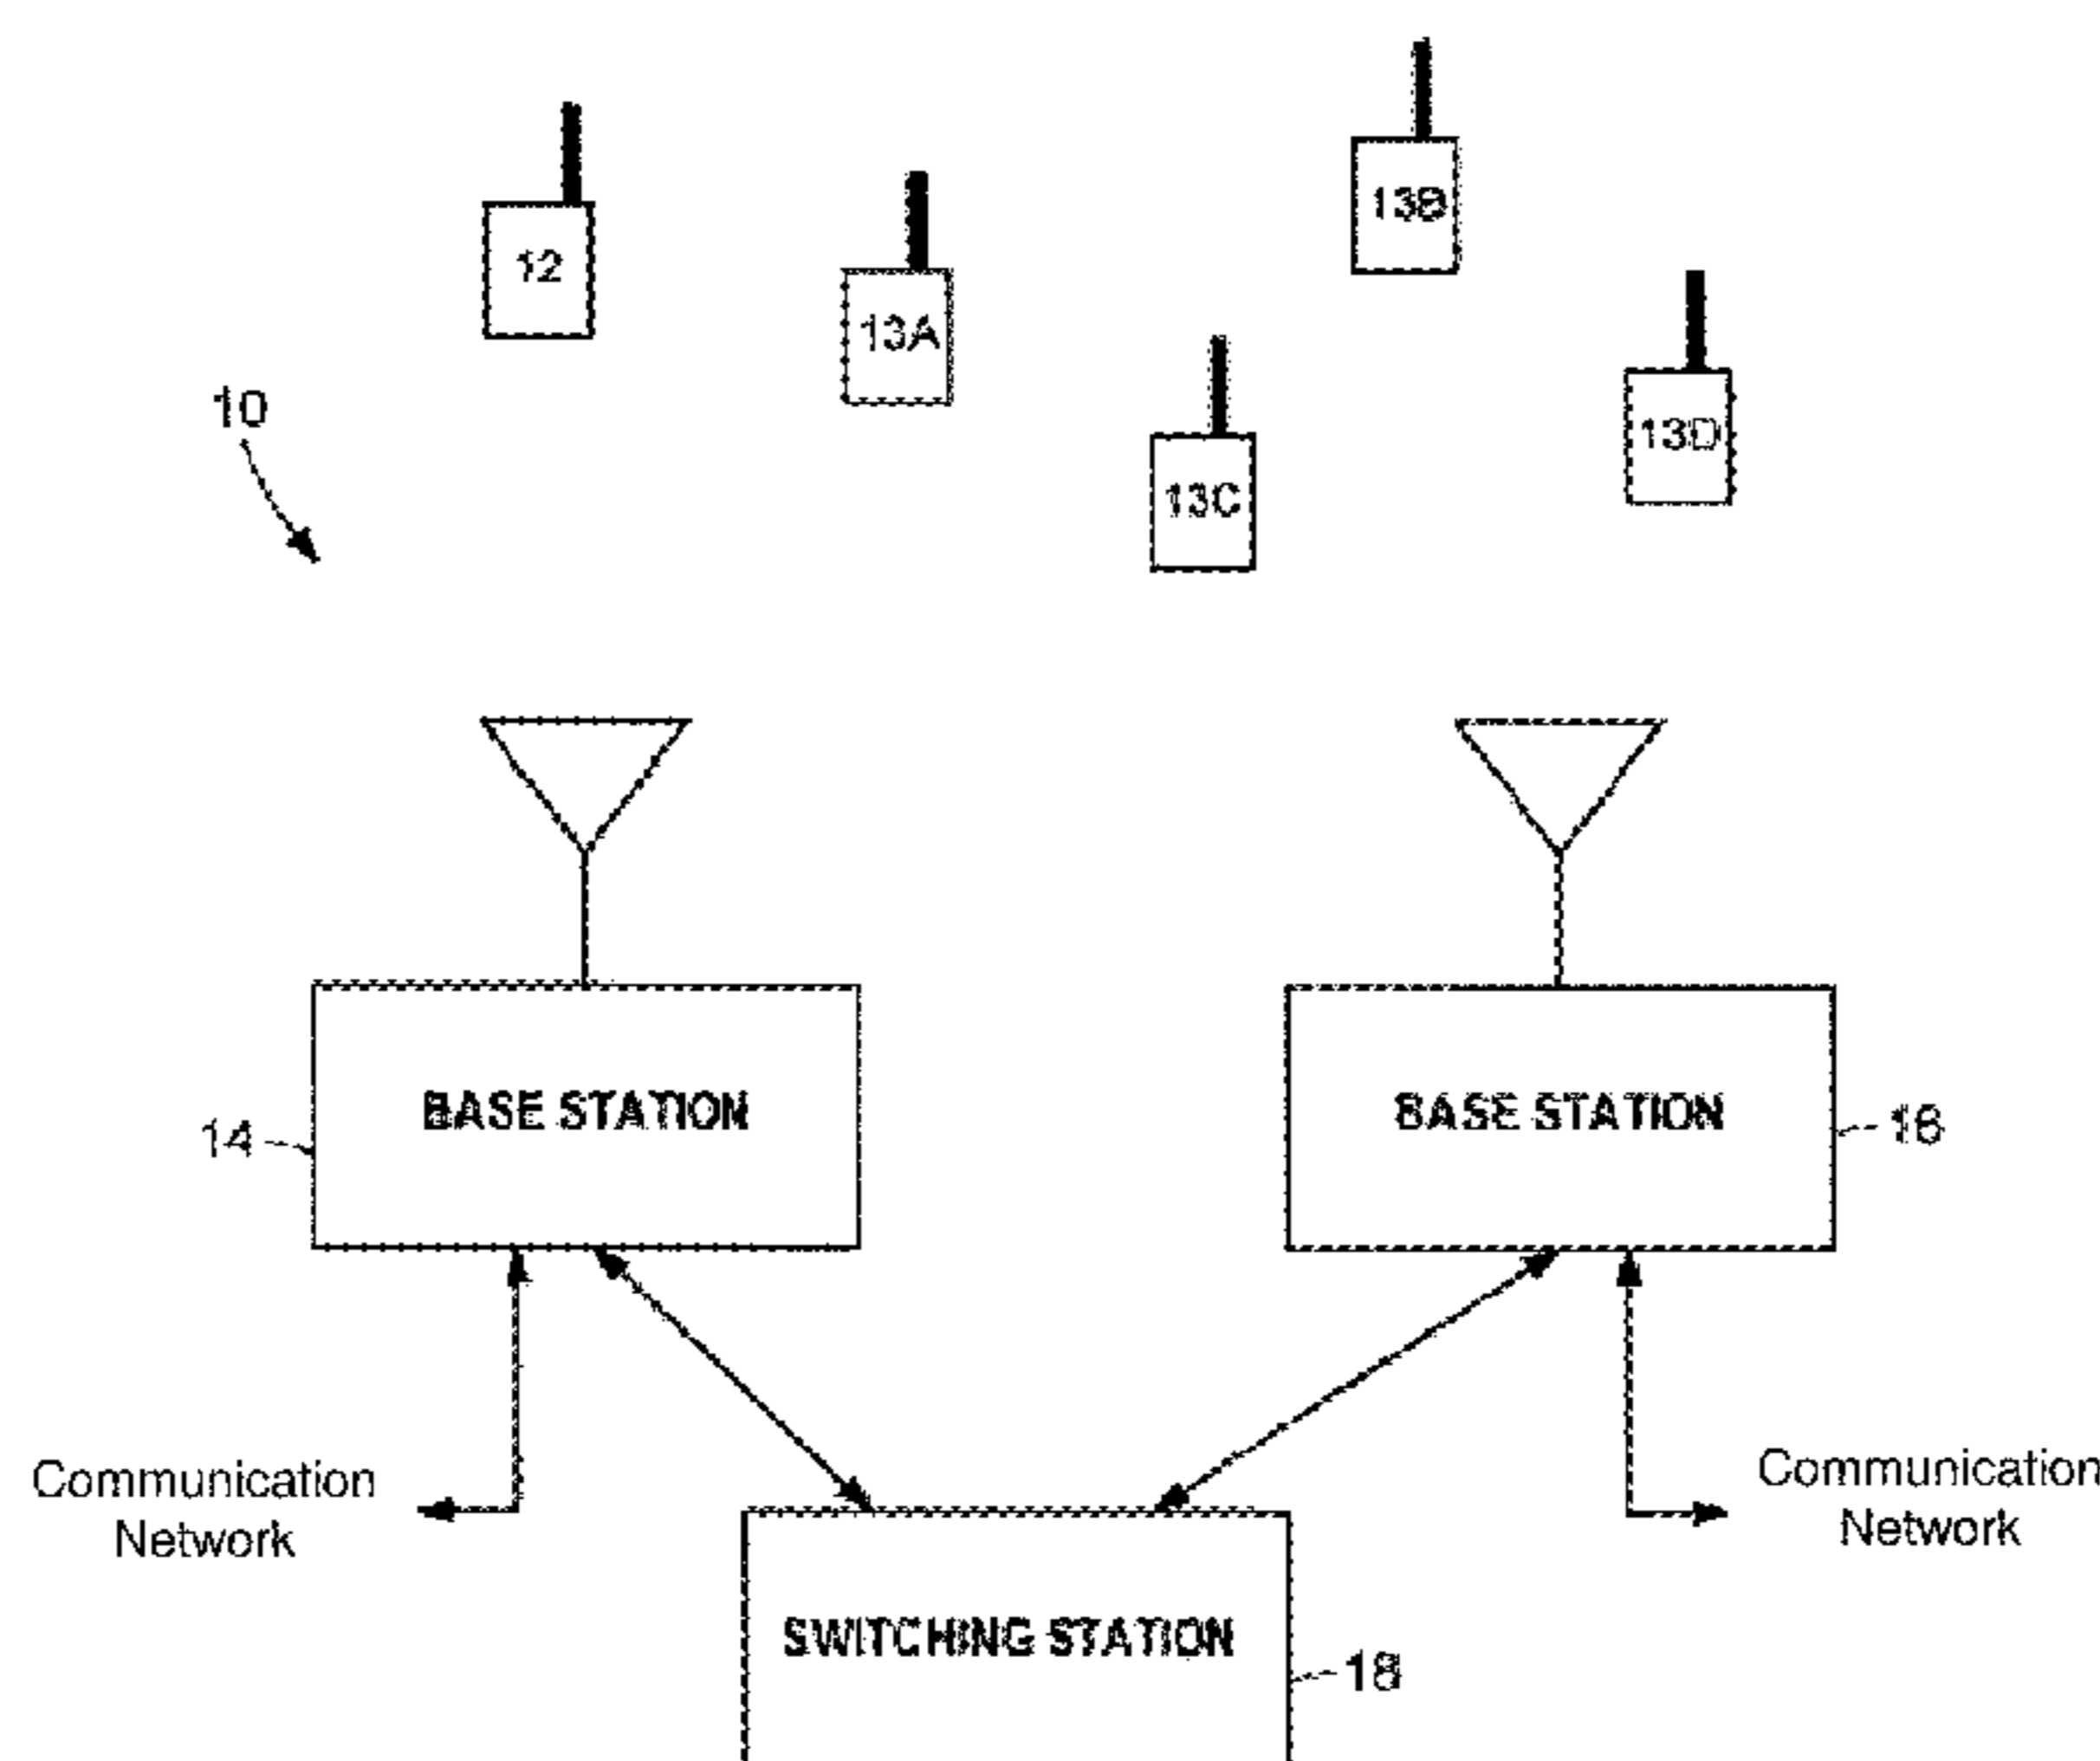 13B
12
13A
10
13D
13C
BASE STATION
BASE STATION
14
16
Communication
Network
Communication
Network
SWITCHING STATION
18